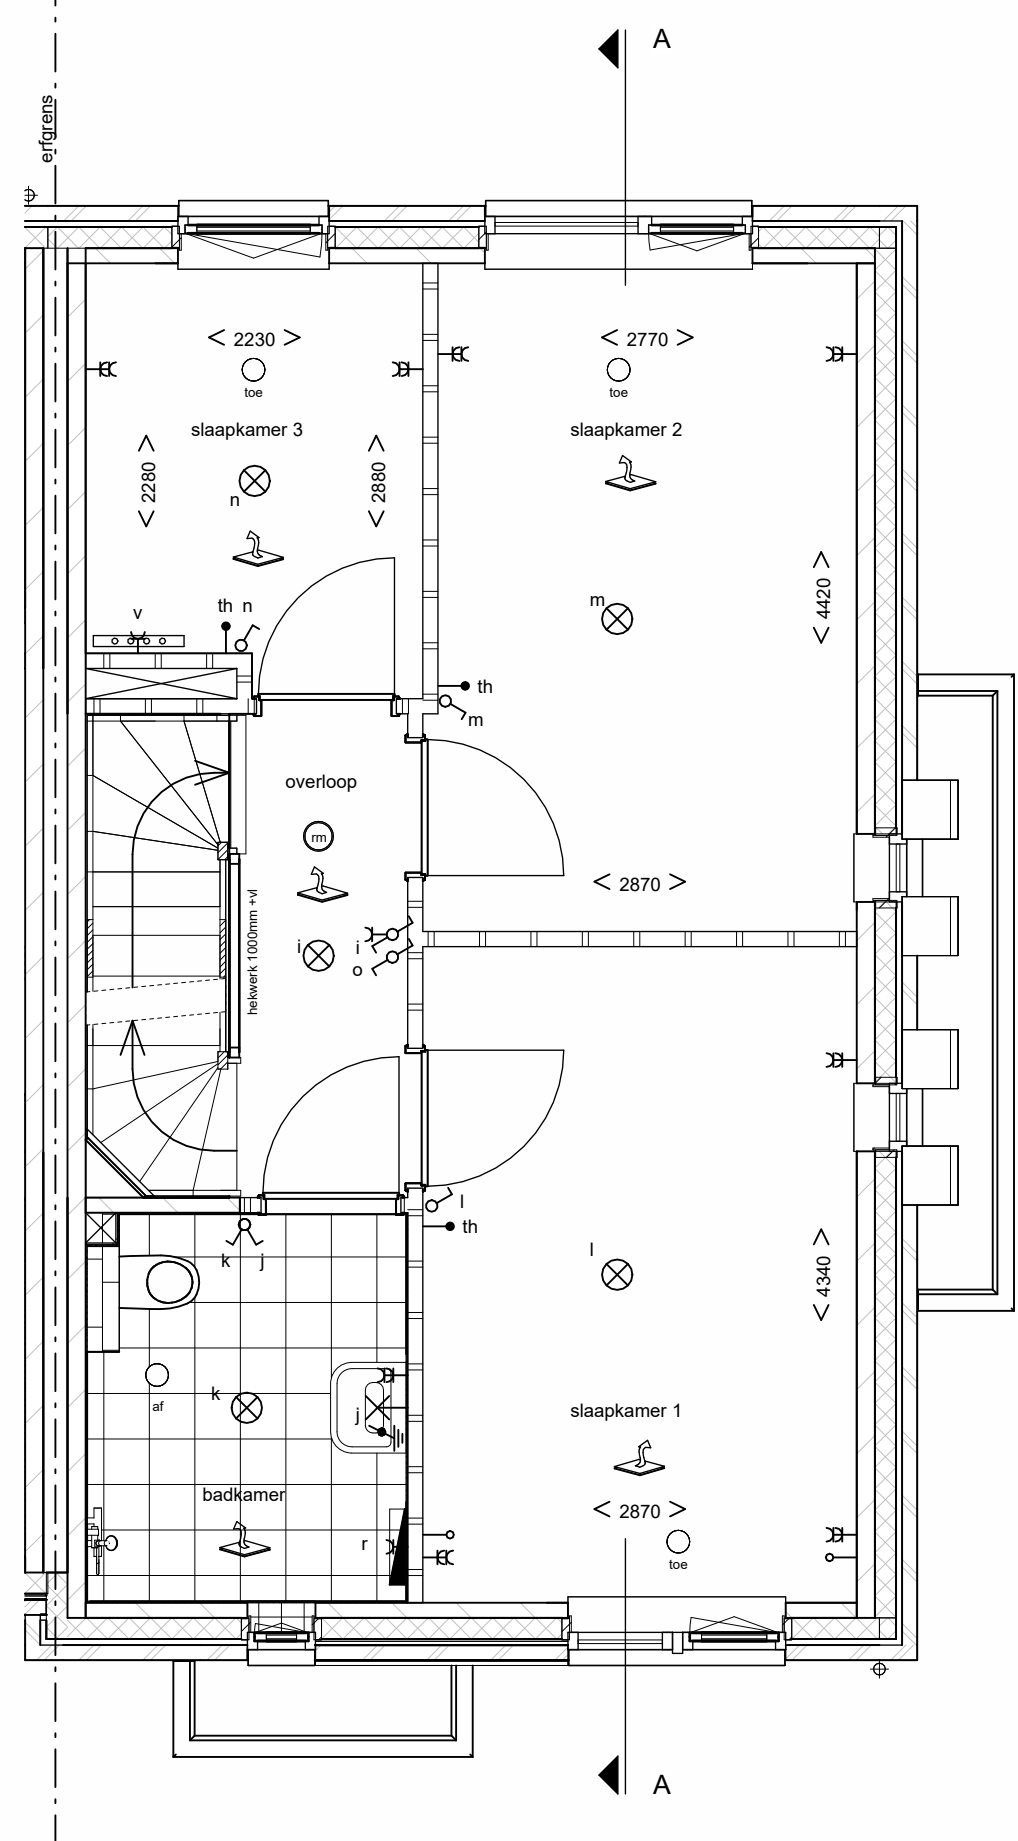 A
erfgrens
< 2230 >
< 2770 >
toe
toe
slaapkamer 3
slaapkamer 2
< 2280 >
< 2880 >
n
< 4420 >
m
v
th n
th
m
overloop
rm
< 2870 >
hekwerk 1000mm +vl
i
i
o
l
th
k j
l
< 4340 >
af
k
j
slaapkamer 1
badkamer
< 2870 >
r
toe
A